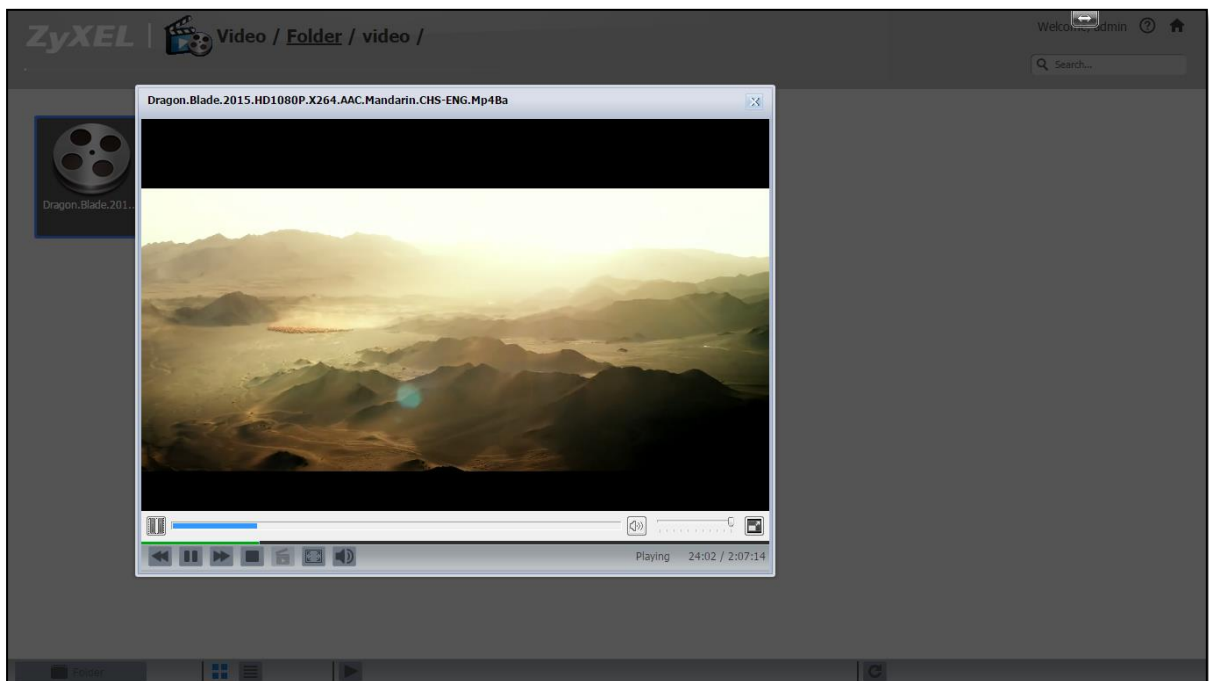 ZyXEL
Video / Folder / video /
Welcome, admin
Search...
Dragon.Blade.2015.HD1080P.X264.AAC.Mandarin.CHS-ENG.Mp4Ba
Dragon.Blade.201...
Playing 24:02 / 2:07:14
Folder